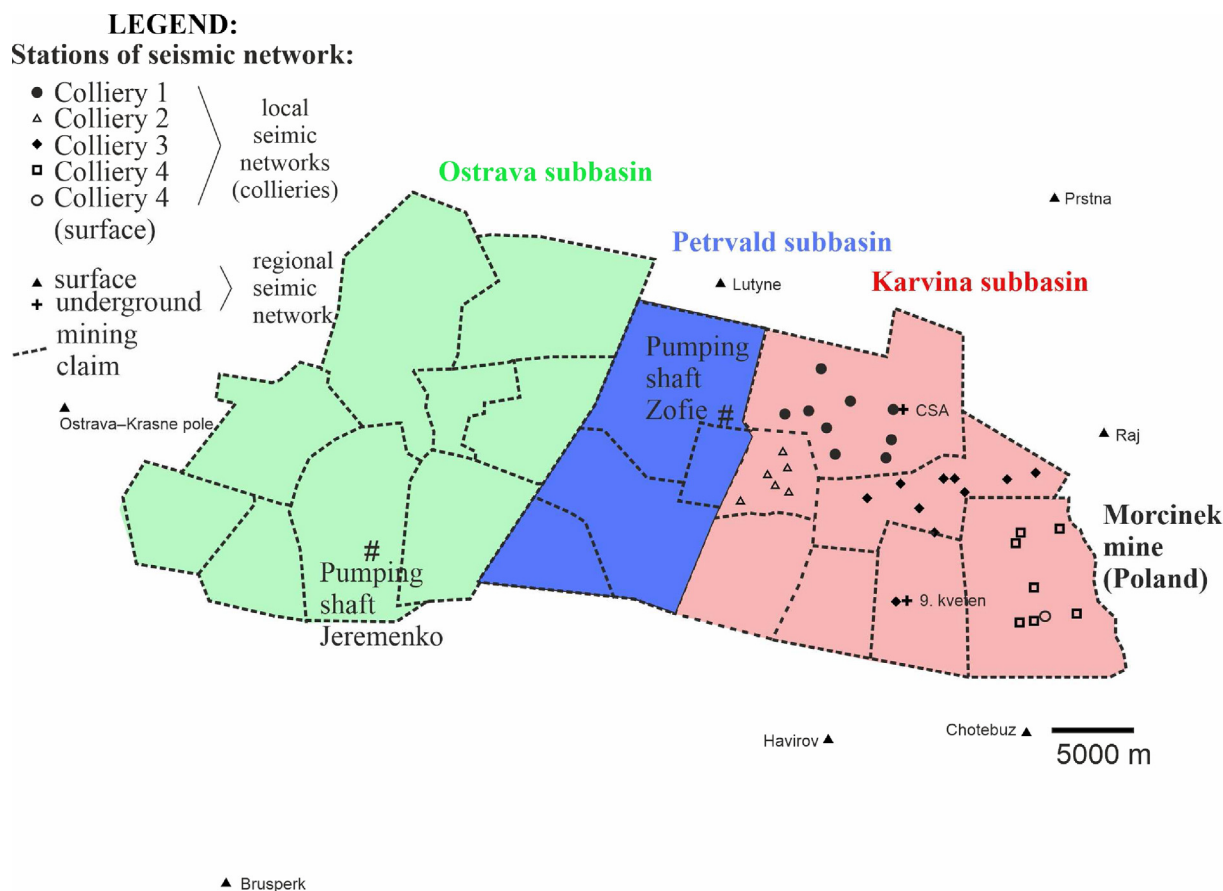 LEGEND:
Stations of seismic network:
Colliery 1
Colliery 2
Colliery 3
Colliery 4
Colliery 4
(surface)
local
seimic
networks
(collieries)
surface
underground
mining
claim
regional
seismic
network
Ostrava subbasin
Petrvald subbasin
Karvina subbasin
Prstna
Lutyne
Pumping
shaft
Zofie #
CSA
Ostrava–Krasne pole
Raj
Morcinek
mine
(Poland)
#
Pumping
shaft
Jeremenko
9. kveten
Havirov
Chotebuz
5000 m
Brusperk